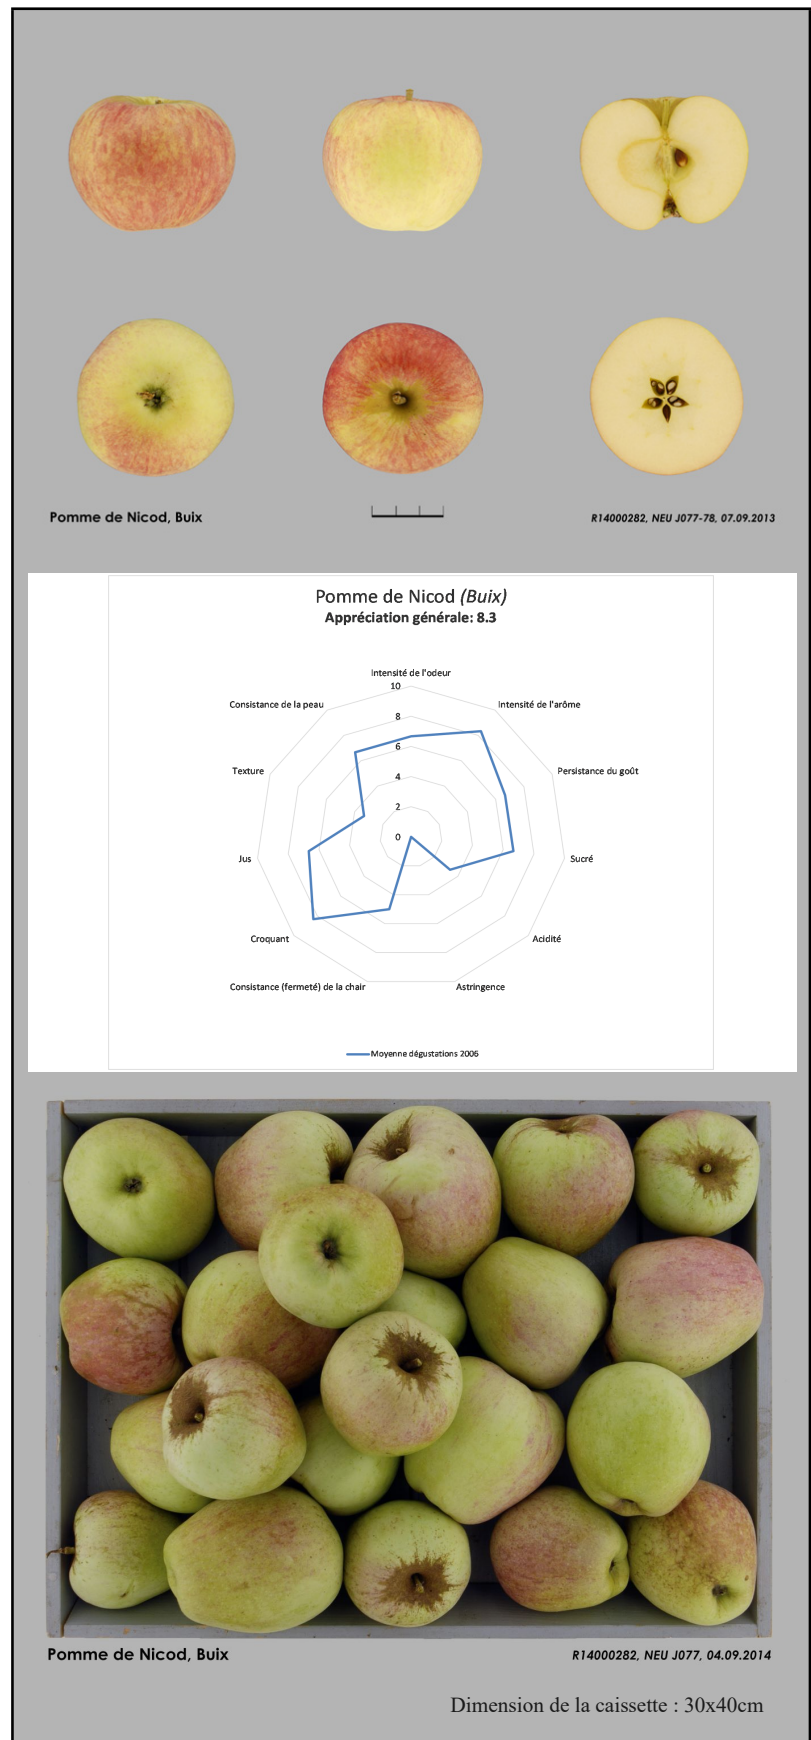 Pomme de Nicod, Buix
R14000282, NEU J077-78, 07.09.2013
Pomme de Nicod (Buix)
Appréciation générale: 8.3
Intensité de l'odeur
10
Consistance de la peau
Intensité de l'arôme
8
6
Texture
Persistance du goût
4
2
0
Jus
Sucré
Croquant
Acidité
Consistance (fermeté) de la chair
Astringence
Moyenne dégustations 2006
Pomme de Nicod, Buix
R14000282, NEU J077, 04.09.2014
Dimension de la caissette : 30x40cm